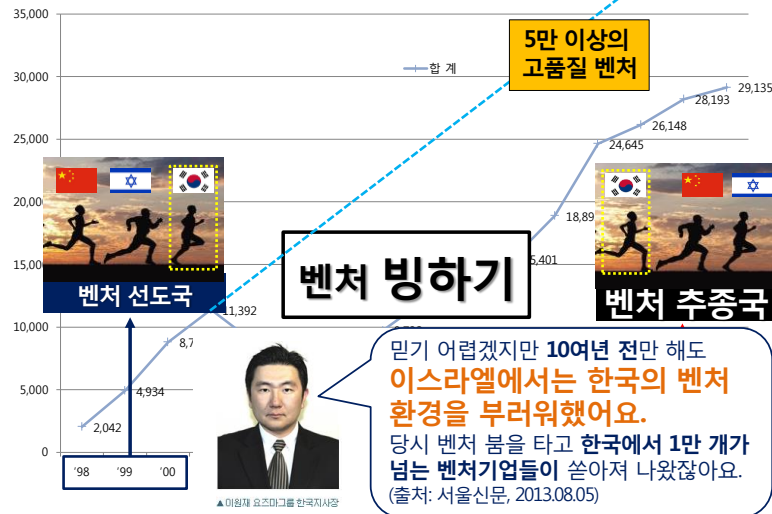 35,000
30,000
25,000
20,000
15,000
10,000
5,000
0
5만 이상의
고품질 벤처
합 계
29,135
28,193
26,148
24,645
18,89
5,401
11,392
8,7
4,934
2,042
벤처 선도국
벤처 빙하기
벤처 추종국
믿기 어렵겠지만 10여년 전만 해도
이스라엘에서는 한국의 벤처
환경을 부러워했어요.
당시 벤처 붐을 타고 한국에서 1만 개가
넘는 벤처기업들이 쏟아져 나왔잖아요.
(출처: 서울신문, 2013.08.05)
'98 '99 '00
▲이원재 요즈마그룹 한국지사장